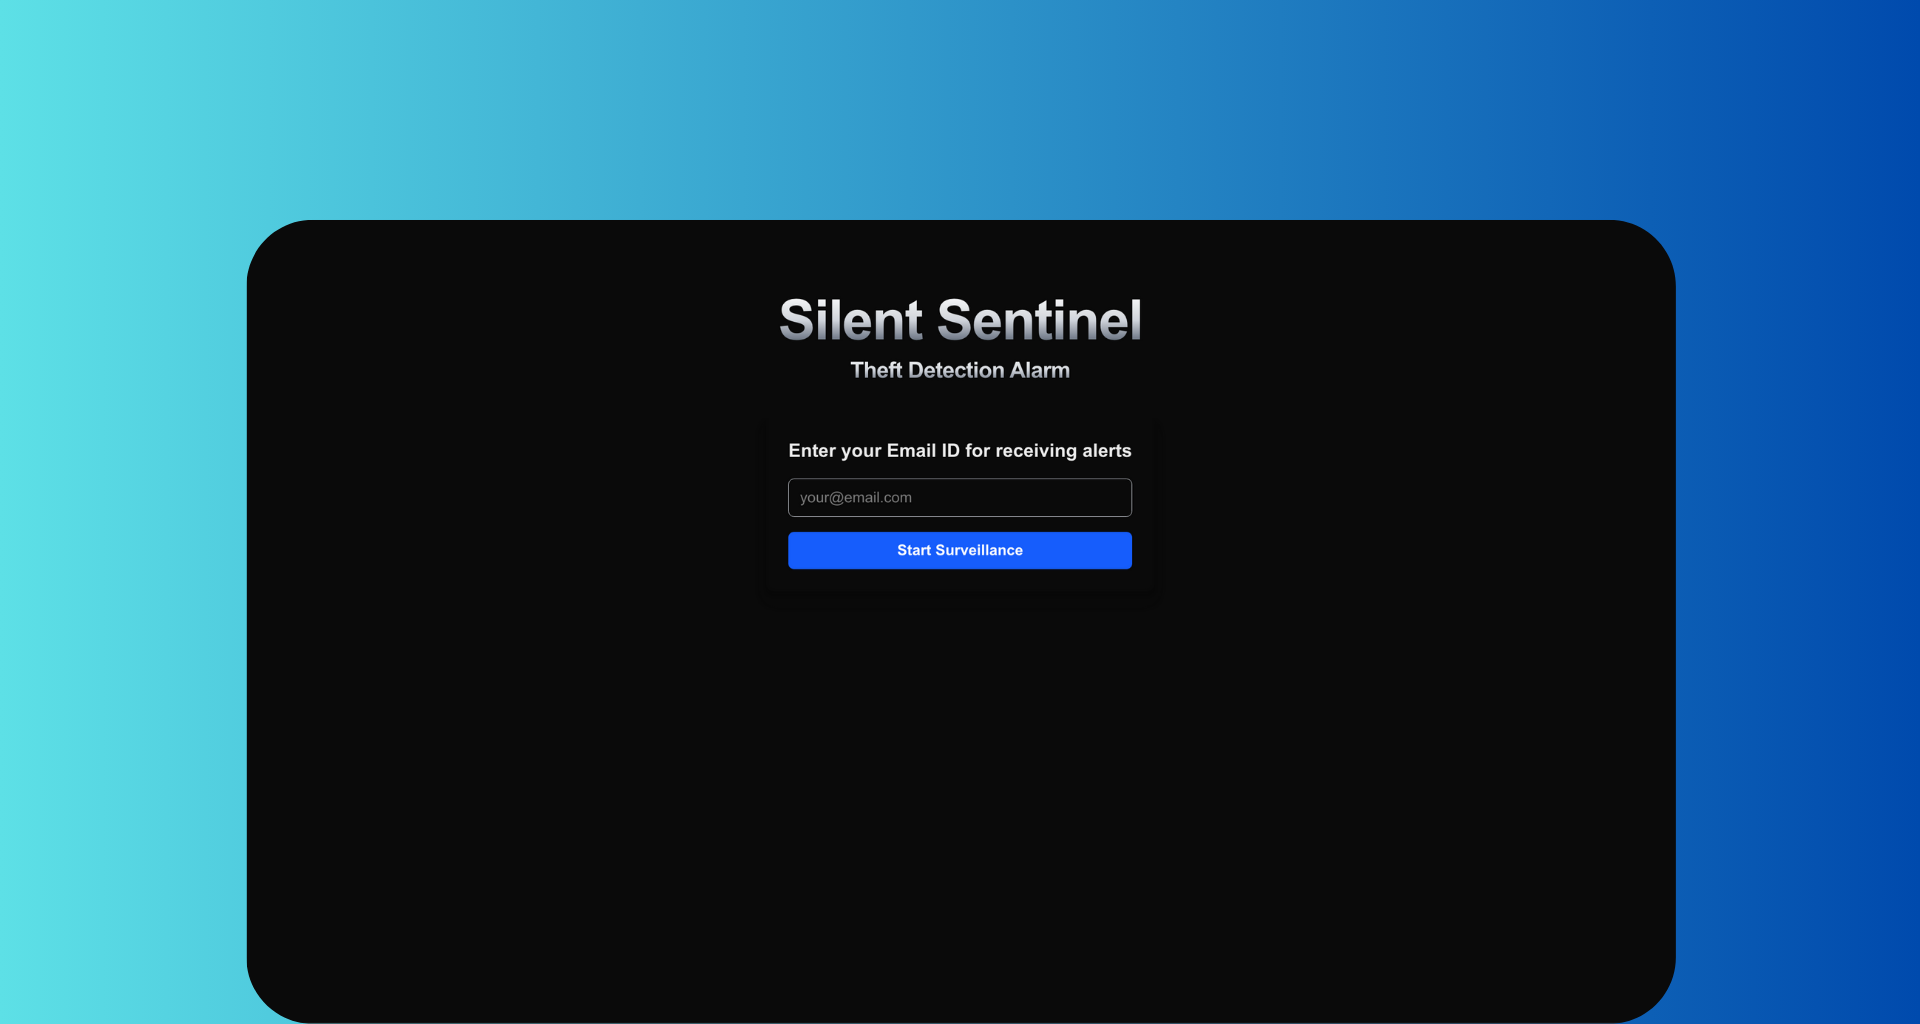 Silent Sentinel
Theft Detection Alarm
Enter your Email ID for receiving alerts
your@email.com
Start Surveillance